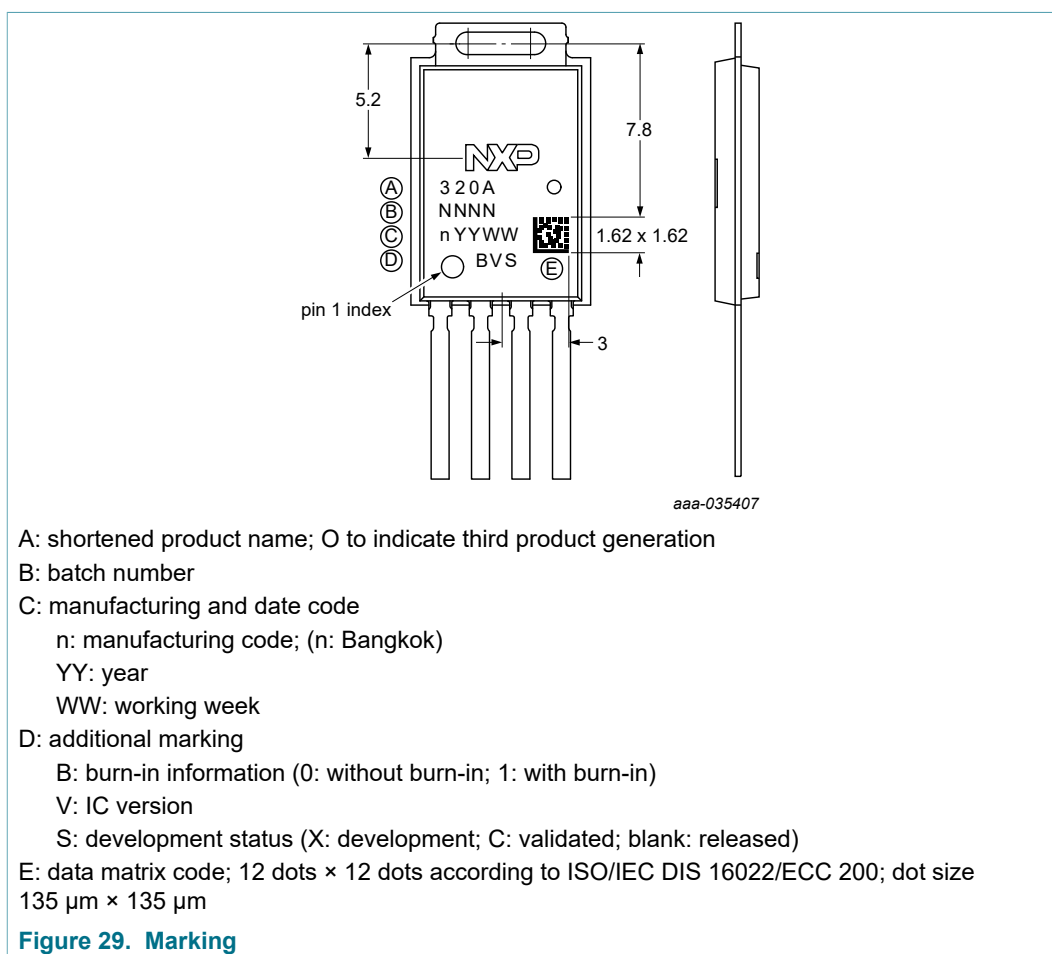 5.2
7.8
NXP
A 320A
B NNNN
C nYYWW 1.62 x 1.62
D BVS E
pin 1 index
3
aaa-035407
A: shortened product name; O to indicate third product generation
B: batch number
C: manufacturing and date code
n: manufacturing code; (n: Bangkok)
YY: year
WW: working week
D: additional marking
B: burn-in information (0: without burn-in; 1: with burn-in)
V: IC version
S: development status (X: development; C: validated; blank: released)
E: data matrix code; 12 dots × 12 dots according to ISO/IEC DIS 16022/ECC 200; dot size
135 µm × 135 µm
Figure 29. Marking